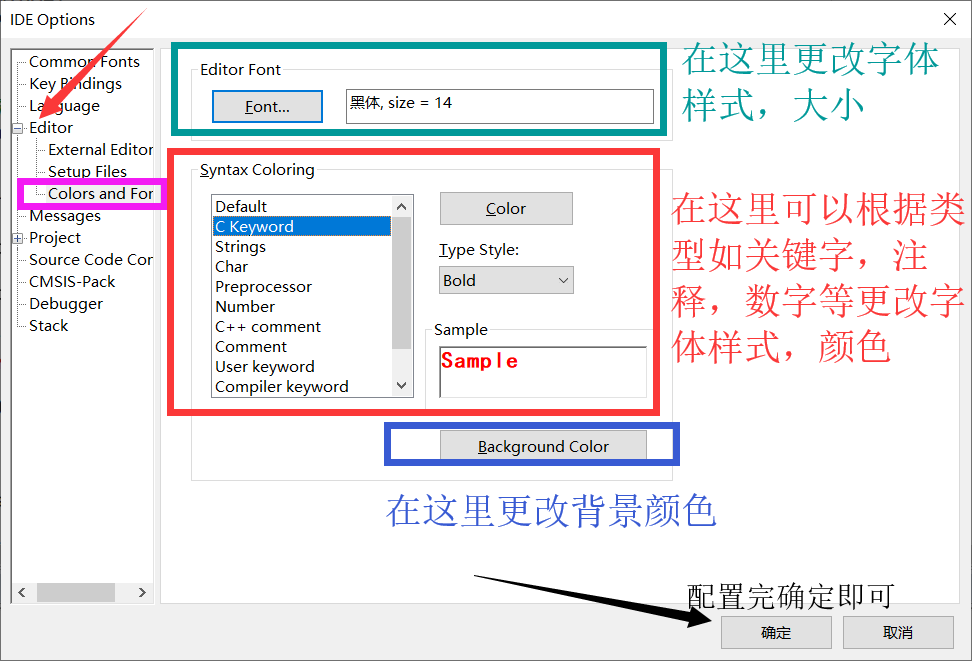 IDE Options
Common Fonts
Key Bindings
Language
Editor
External Editor
Setup Files
Colors and For
Messages
Project
Source Code Cor
CMSIS-Pack
Debugger
Stack
Editor Font
Font...
黑体, size = 14
在这里更改字体
样式，大小
Syntax Coloring
Default
C Keyword
Strings
Char
Preprocessor
Number
C++ comment
Comment
User keyword
Compiler keyword
Color
Type Style:
Bold
Sample
Sample
在这里可以根据类
型如关键字，注
释，数字等更改字
体样式，颜色
Background Color
在这里更改背景颜色
配置完确定即可
确定
取消